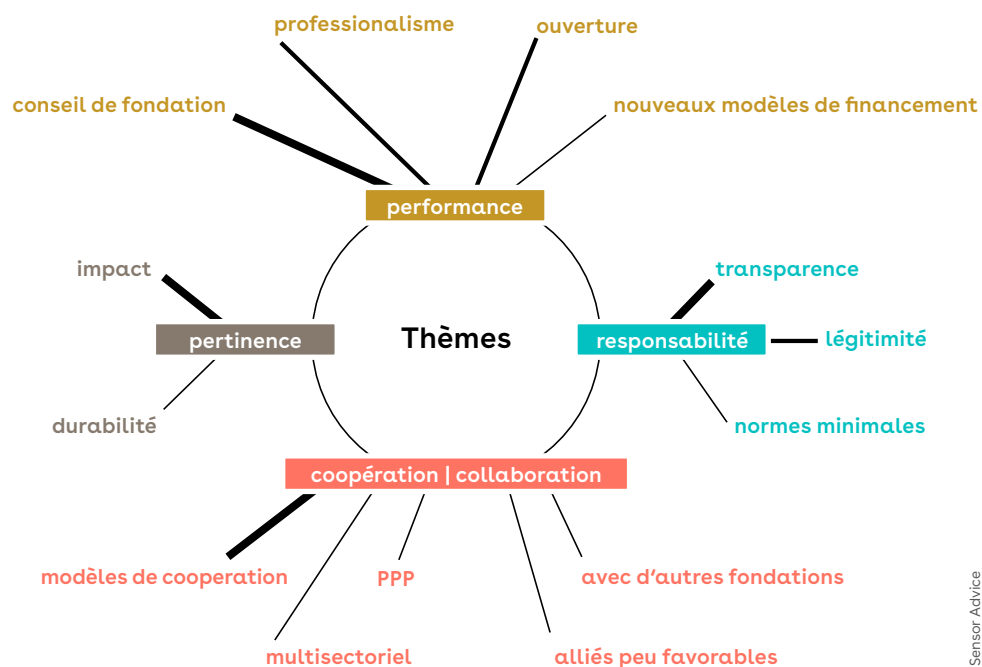 professionalisme
ouverture
conseil de fondation
nouveaux modèles de financement
performance
impact
transparence
pertinence
Thèmes
responsabilité
légitimité
durabilité
normes minimales
coopération | collaboration
modèles de cooperation
PPP
avec d‘autres fondations
multisectoriel
alliés peu favorables
Sensor Advice